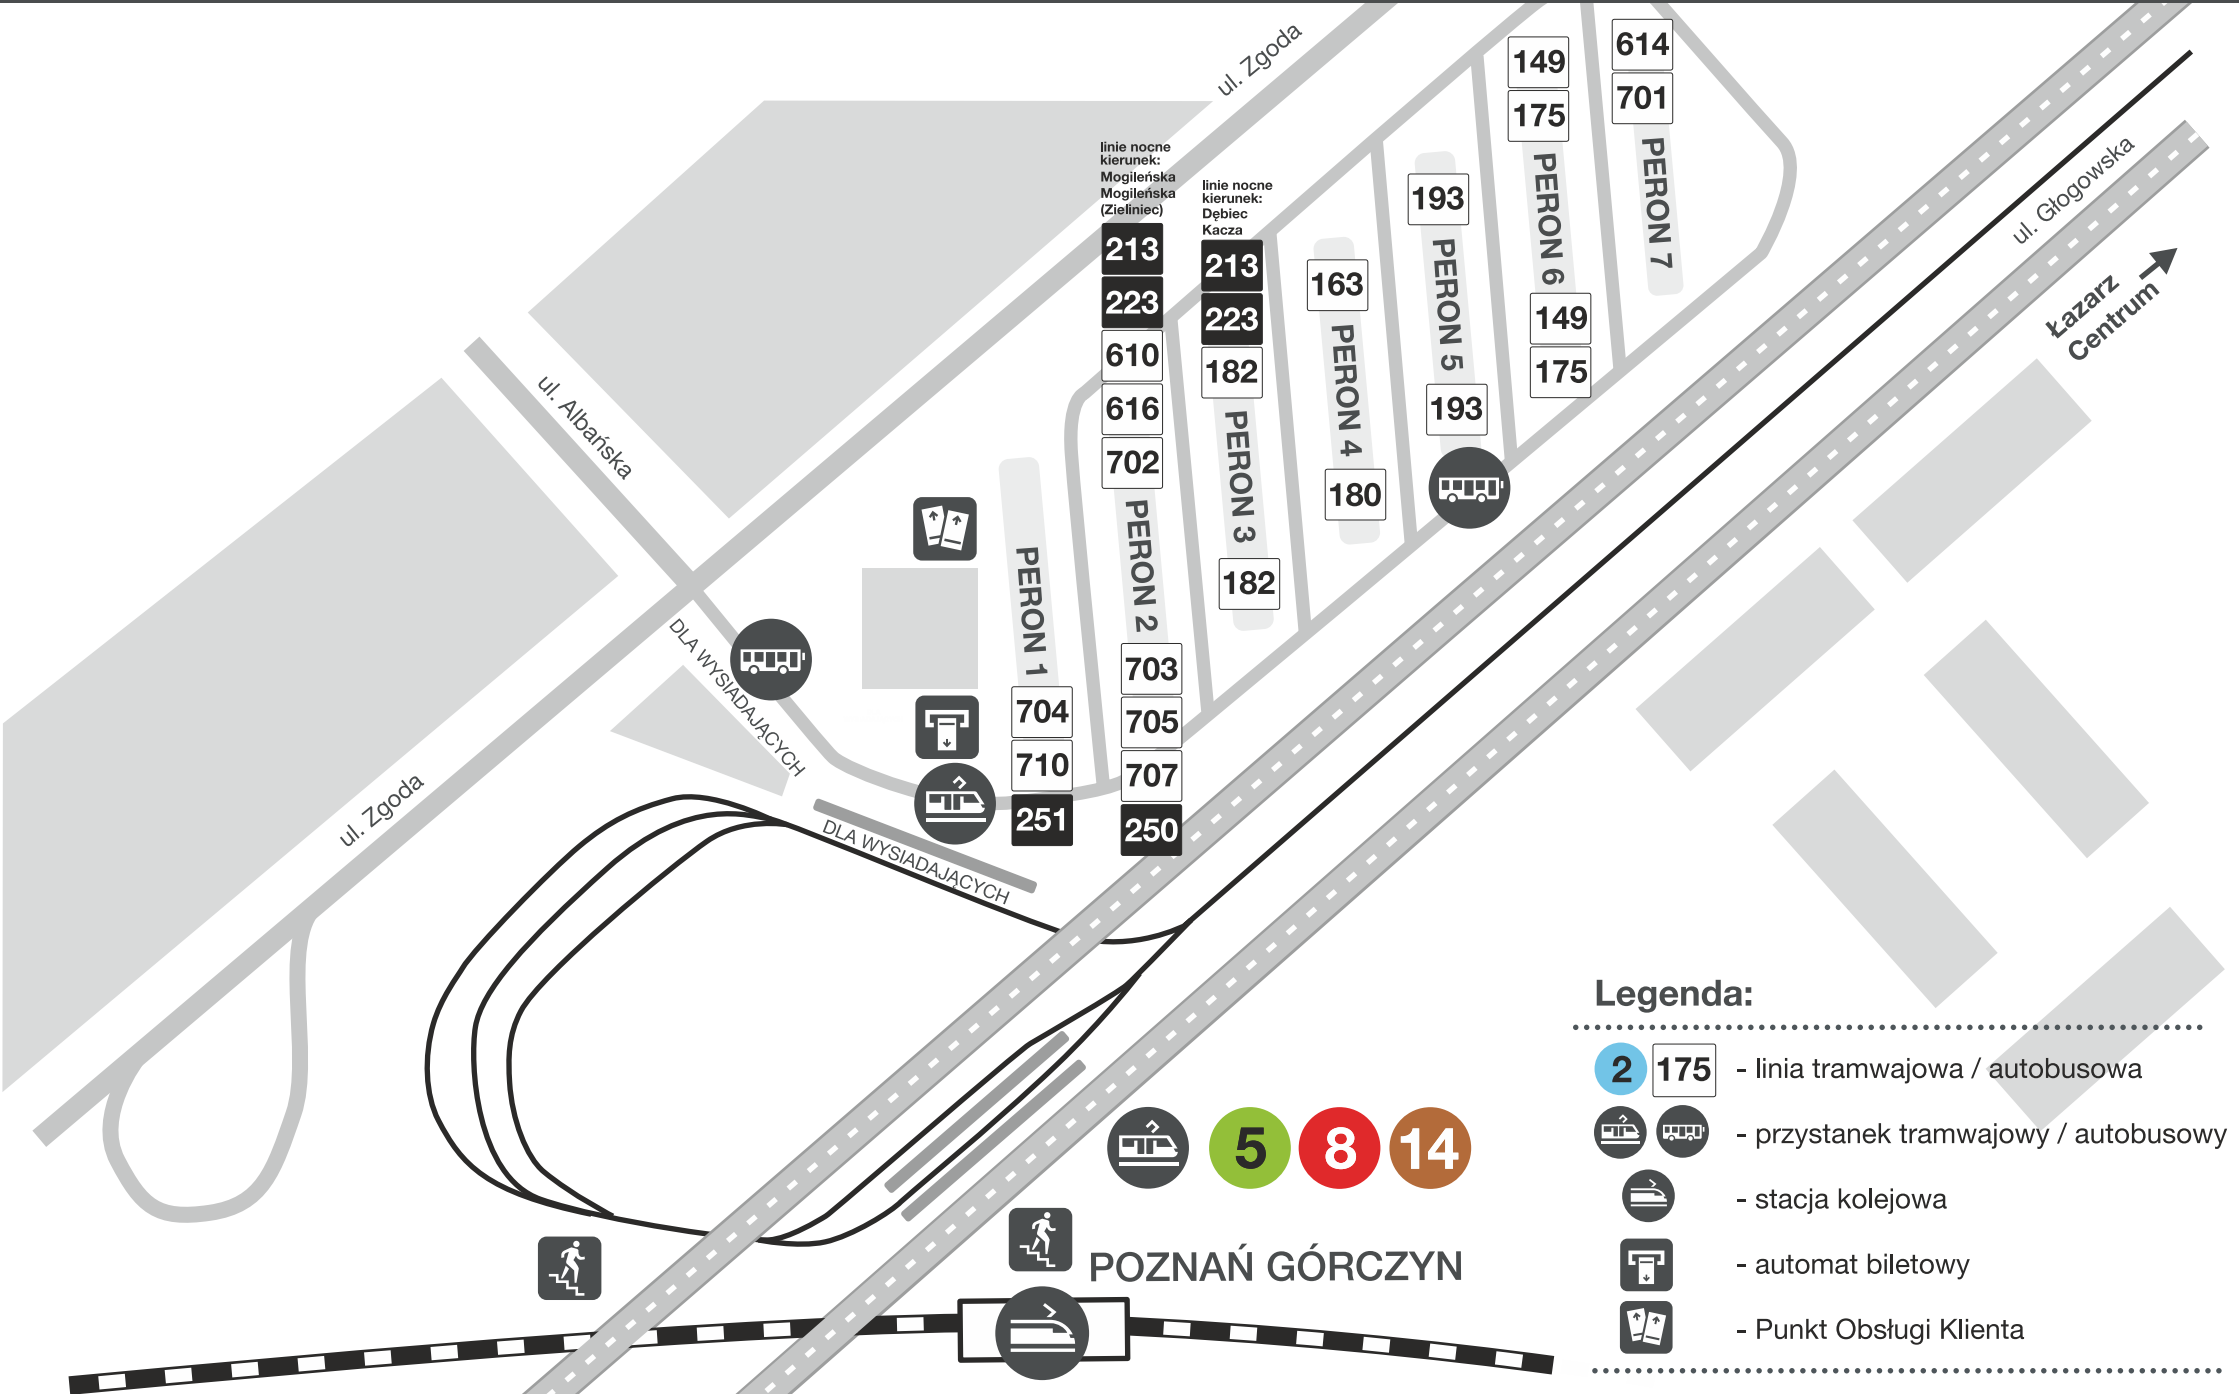 ul. Zgoda
149
175
PERON 6
149
175
614
701
PERON 7
ul. Głogowska
Łazarz
Centrum
linie nocne
kierunek:
Mogileńska
Mogileńska
(Zieliniec)
213
223
610
616
702
PERON 2
703
705
707
250
linie nocne
kierunek:
Dębiec
Kacza
213
223
182
PERON 3
182
163
PERON 4
180
193
PERON 5
193
ul. Albańska
PERON 1
704
710
251
DLA WYSIADAJĄCYCH
DLA WYSIADAJĄCYCH
ul. Zgoda
5
8
14
POZNAŃ GÓRCZYN
Legenda:
2 175 - linia tramwajowa / autobusowa
- przystanek tramwajowy / autobusowy
- stacja kolejowa
- automat biletowy
- Punkt Obsługi Klienta